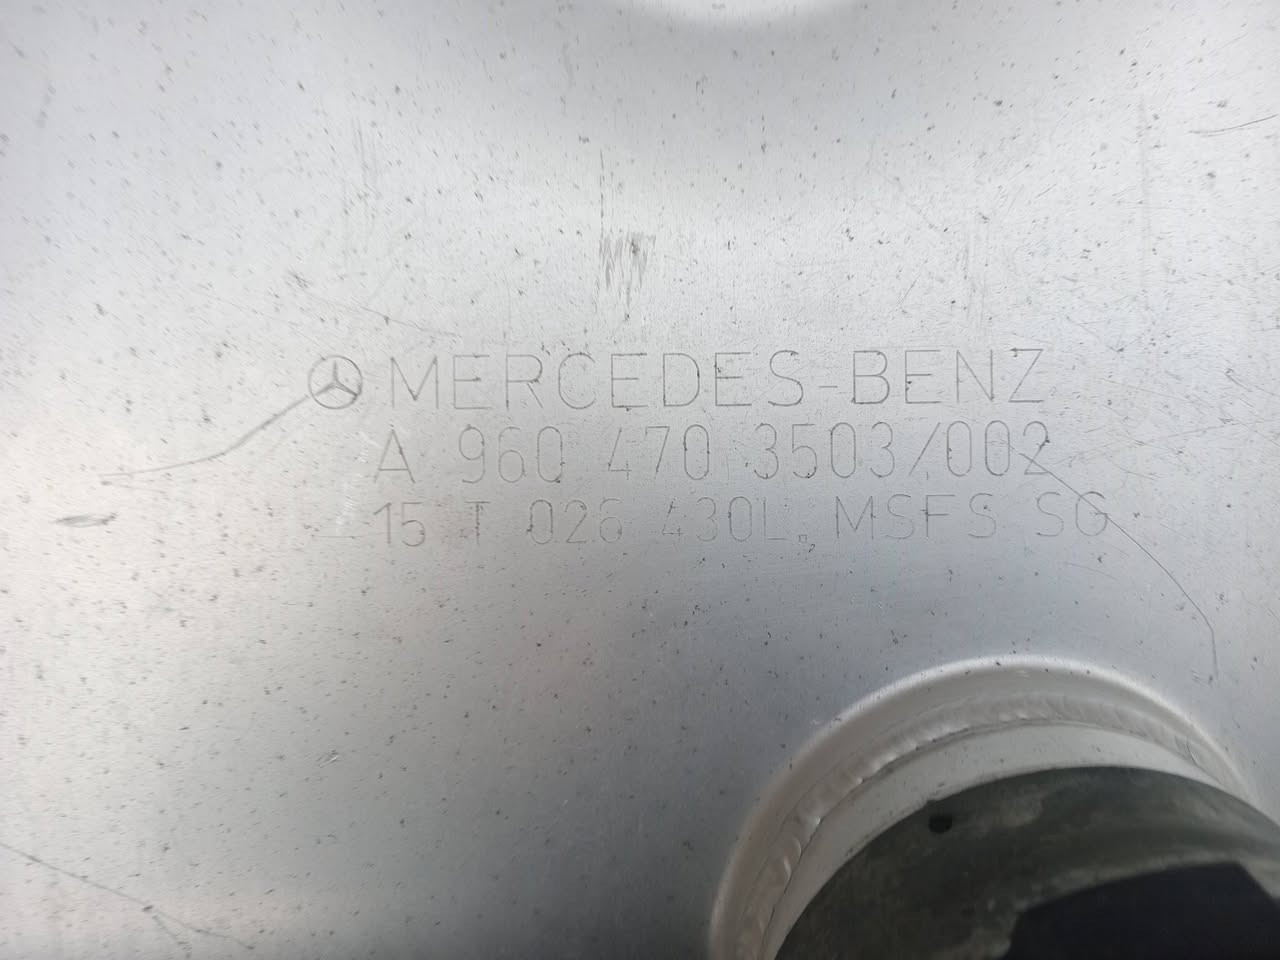 MERCEDES-BENZ
A 960 470 3503/002
15 T 026 430L. MSFS SG